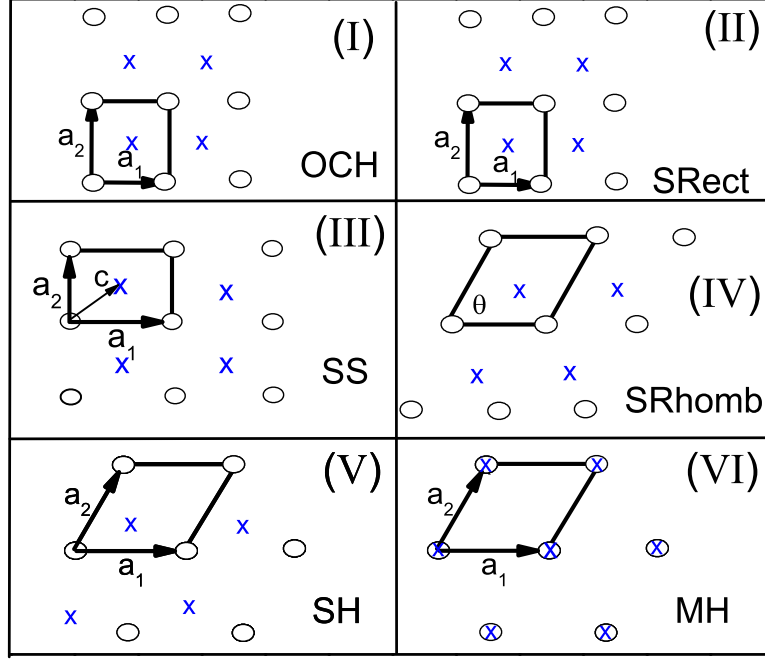 (I)
x x
a2
x x
a1
OCH
(II)
x x
a2
x x
a1
SRect
(III)
c
x x
a2
a1
x x
SS
(IV)
θ
x x
x x
SRhomb
(V)
a2
x x
a1
x x
SH
(VI)
x x
a2
x x x
a1
x x
MH